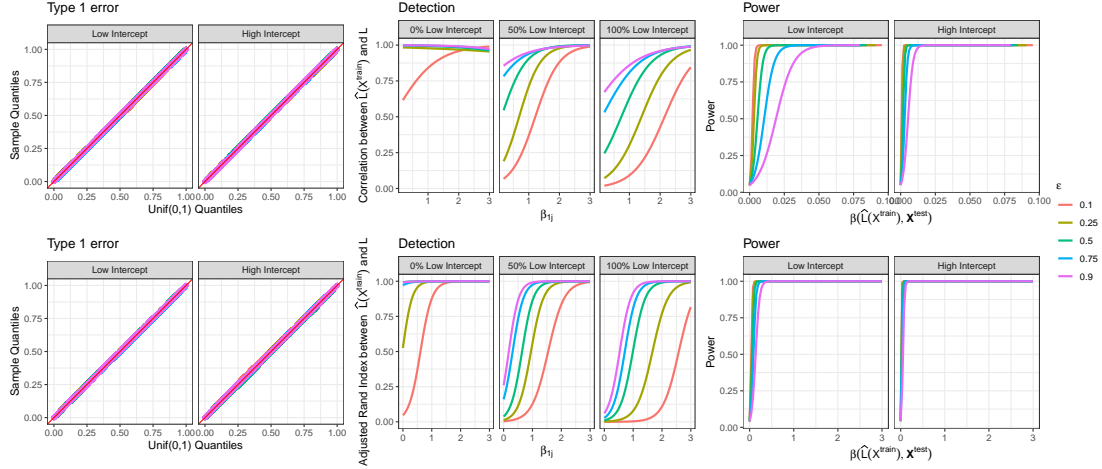 Type 1 error
Low Intercept High Intercept
Sample Quantiles
1.00
0.75
0.50
0.25
0.00
0.00 0.25 0.50 0.75 1.00 0.00 0.25 0.50 0.75 1.00
Unif(0,1) Quantiles
Detection
0% Low Intercept 50% Low Intercept 100% Low Intercept
Correlation between L̂(X^train) and L
1.00
0.75
0.50
0.25
0.00
1 2 3 1 2 3 1 2 3
β1j
Power
Low Intercept High Intercept
Power
1.00
0.75
0.50
0.25
0.00
0.000 0.025 0.050 0.075 0.100 0.000 0.025 0.050 0.075 0.100
β(L̂(X^train), X^test)
ε
0.1
0.25
0.5
0.75
0.9
Type 1 error
Low Intercept High Intercept
Sample Quantiles
1.00
0.75
0.50
0.25
0.00
0.00 0.25 0.50 0.75 1.00 0.00 0.25 0.50 0.75 1.00
Unif(0,1) Quantiles
Detection
0% Low Intercept 50% Low Intercept 100% Low Intercept
Adjusted Rand Index between L̂(X^train) and L
1.00
0.75
0.50
0.25
0.00
0 1 2 3 0 1 2 3 0 1 2 3
β1j
Power
Low Intercept High Intercept
Power
1.00
0.75
0.50
0.25
0.00
0 1 2 3 0 1 2 3
β(L̂(X^train), X^test)